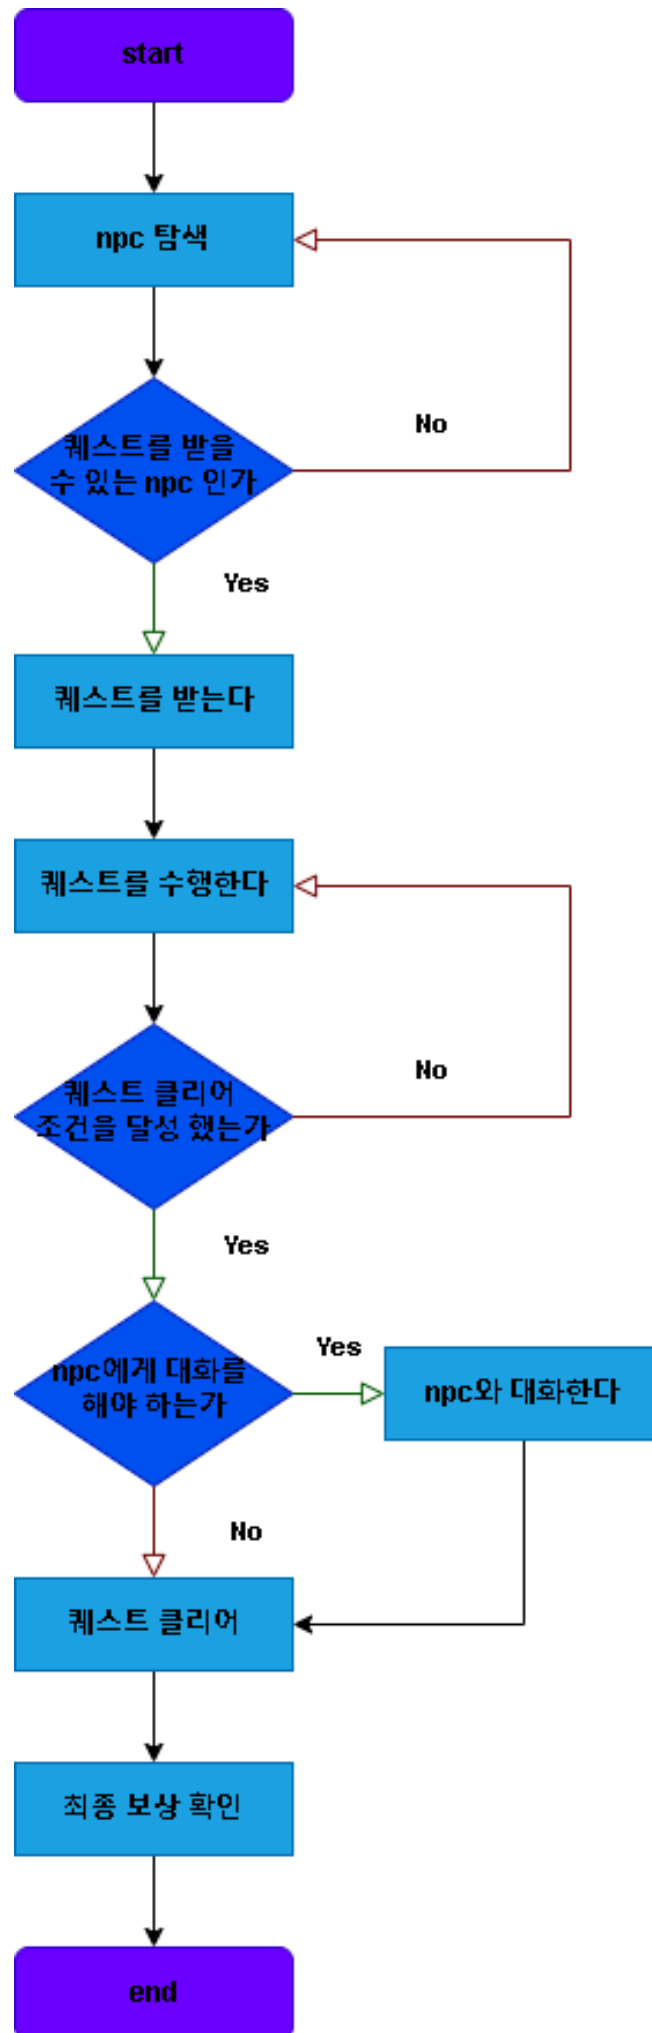 start
npc 탐색
퀘스트를 받을
수 있는 npc 인가
No
Yes
퀘스트를 받는다
퀘스트를 수행한다
퀘스트 클리어
조건을 달성 했는가
No
Yes
npc에게 대화를
해야 하는가
Yes
npc와 대화한다
No
퀘스트 클리어
최종 보상 확인
end